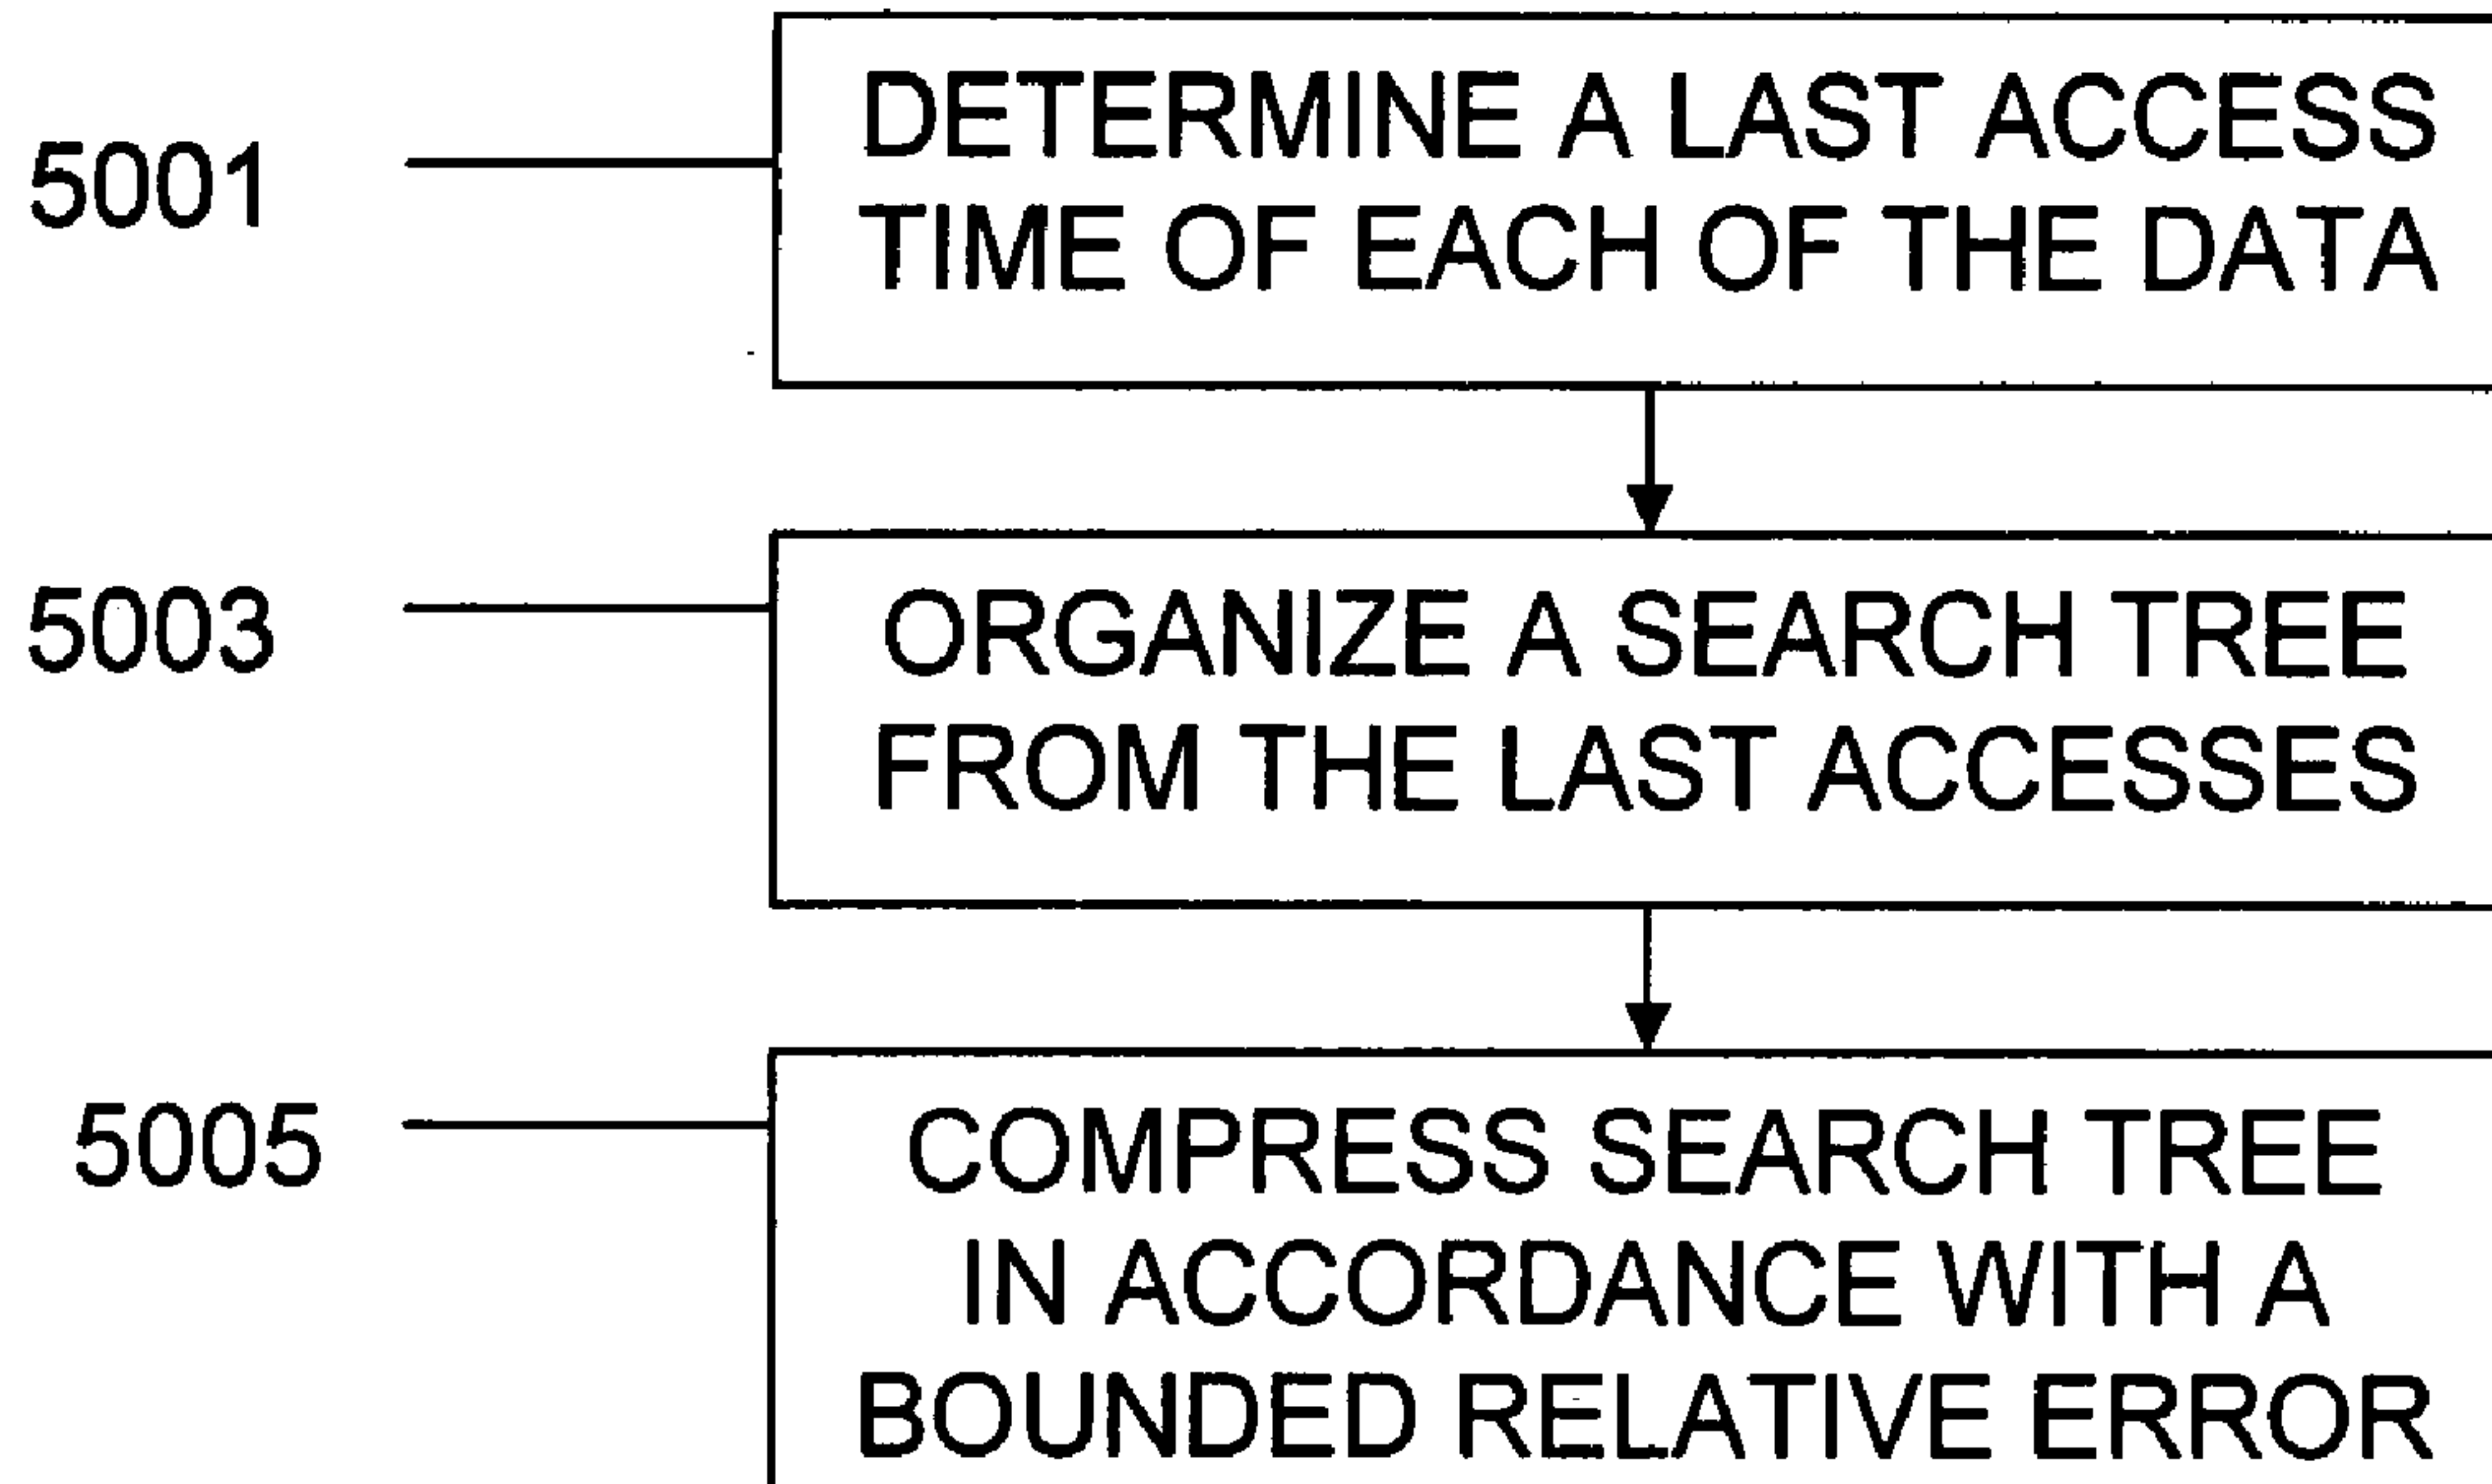 5001
DETERMINE A LAST ACCESS
TIME OF EACH OF THE DATA
5003
ORGANIZE A SEARCH TREE
FROM THE LAST ACCESSES
5005
COMPRESS SEARCH TREE
IN ACCORDANCE WITH A
BOUNDED RELATIVE ERROR